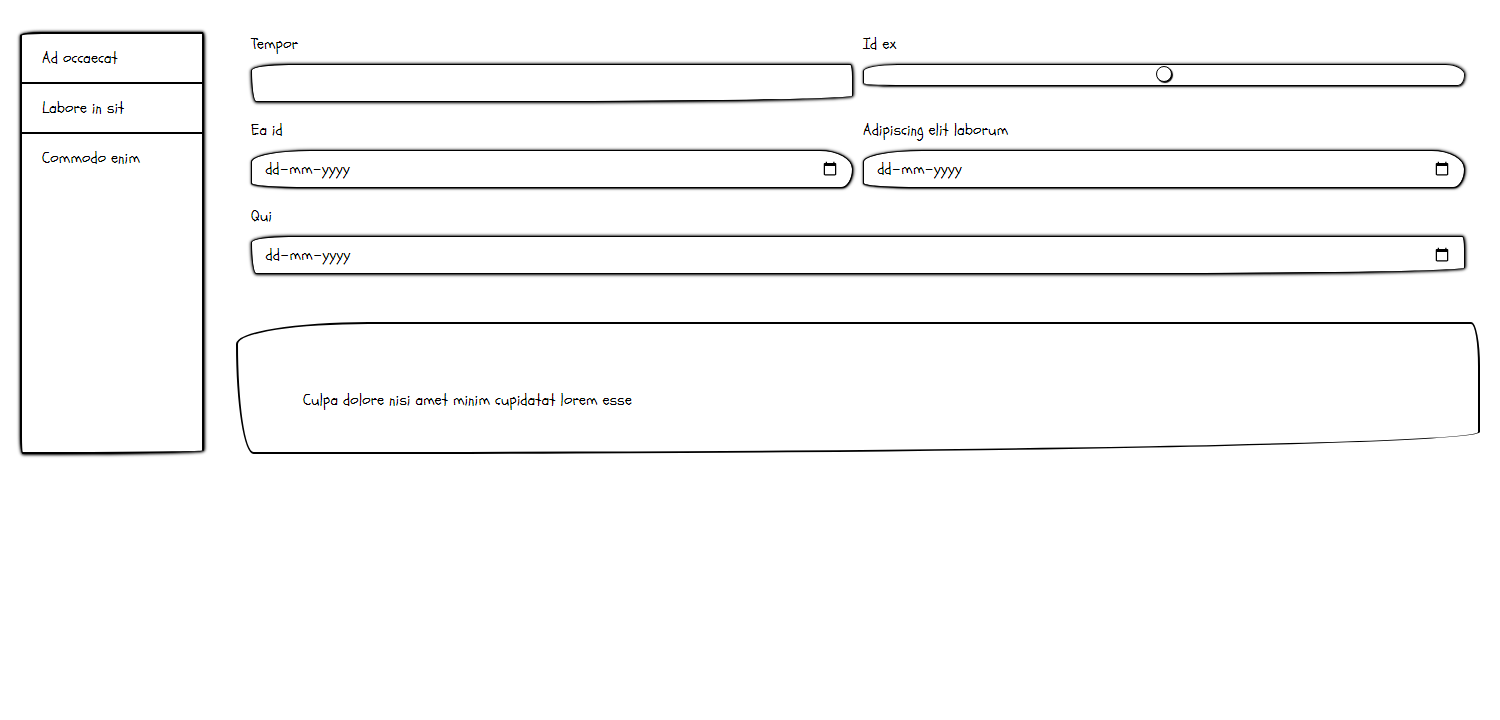 Ad occaecat
Labore in sit
Commodo enim
Tempor
Id ex
Ea id
dd-mm-yyyy
Adipiscing elit laborum
dd-mm-yyyy
Qui
dd-mm-yyyy
Culpa dolore nisi amet minim cupidatat lorem esse